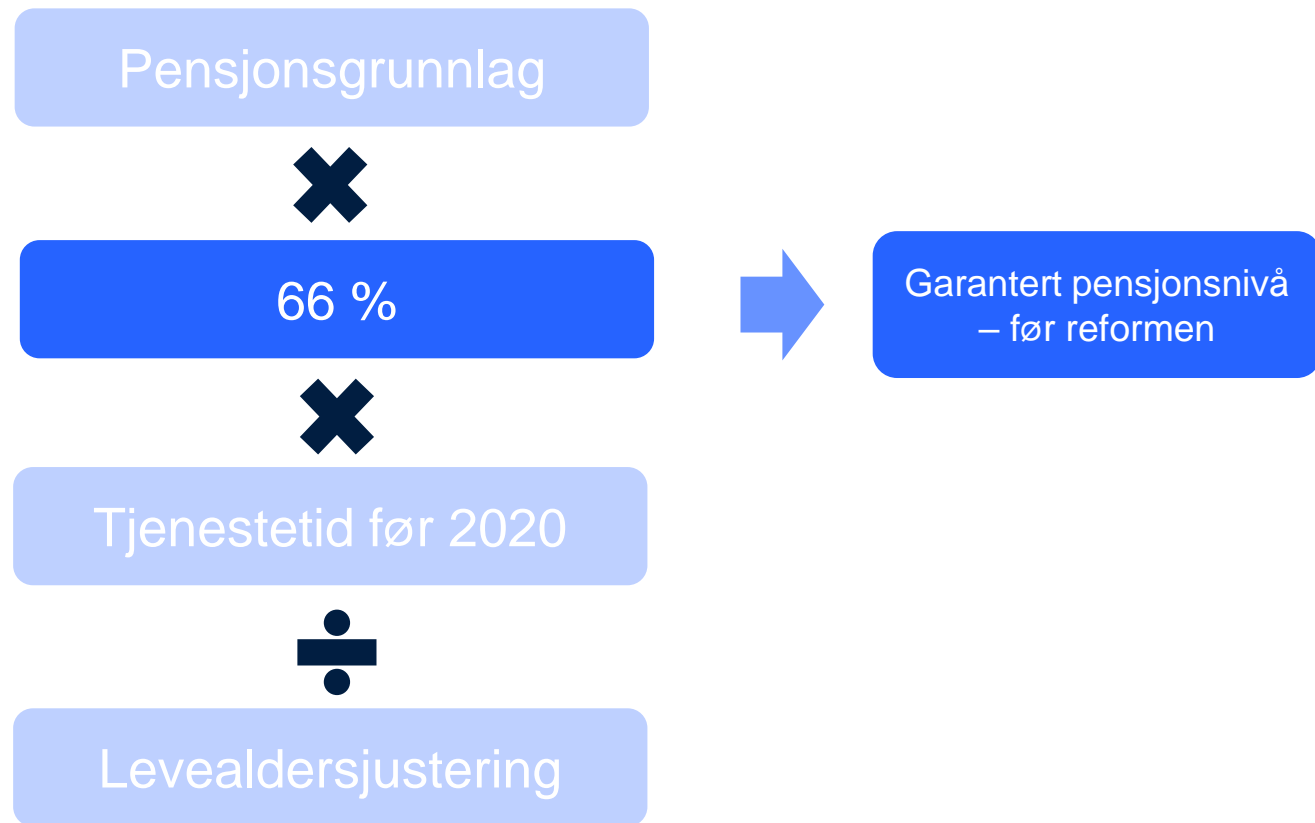 Pensjonsgrunnlag
66 %
Garantert pensjonsnivå
– før reformen
Tjenestetid før 2020
Levealdersjustering